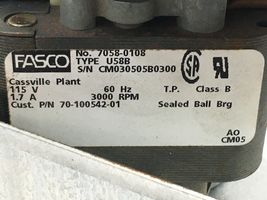 FASCO
No. 7058-0108
TYPE U58B
S/N CM030505B0300
Cassville Plant
115 V 60 Hz T.P. Class B
1.7 A 3000 RPM
Cust. P/N 70-100542-01 Sealed Ball Brg
AO
CM05